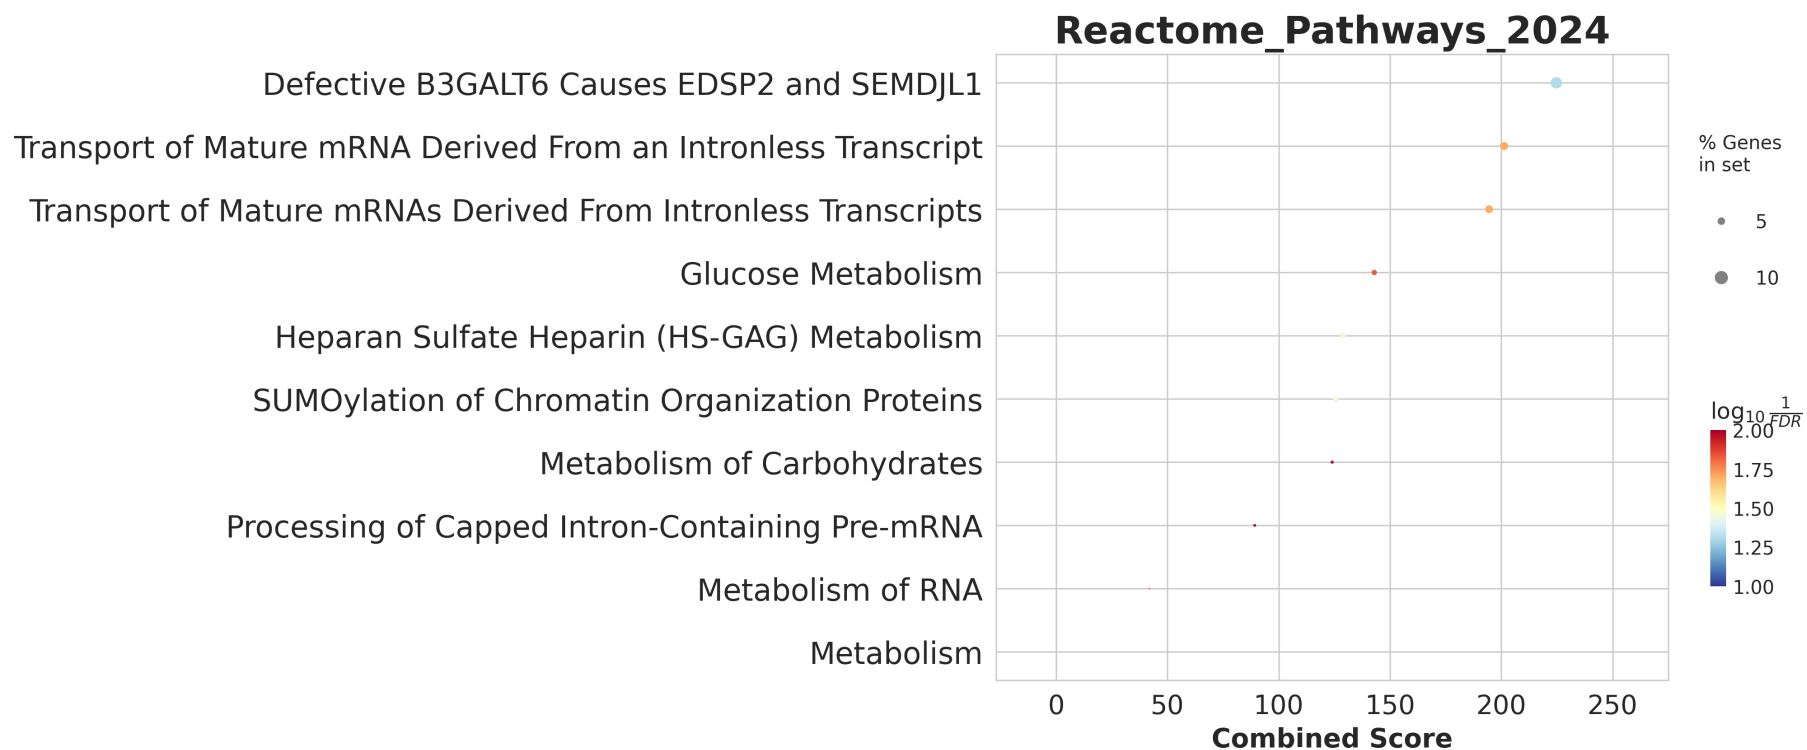 Reactome_Pathways_2024
Defective B3GALT6 Causes EDSP2 and SEMDJL1
Transport of Mature mRNA Derived From an Intronless Transcript
Transport of Mature mRNAs Derived From Intronless Transcripts
Glucose Metabolism
Heparan Sulfate Heparin (HS-GAG) Metabolism
SUMOylation of Chromatin Organization Proteins
Metabolism of Carbohydrates
Processing of Capped Intron-Containing Pre-mRNA
Metabolism of RNA
Metabolism
0 50 100 150 200 250
Combined Score
% Genes
in set
5
10
log10 1/FDR
2.00
1.75
1.50
1.25
1.00